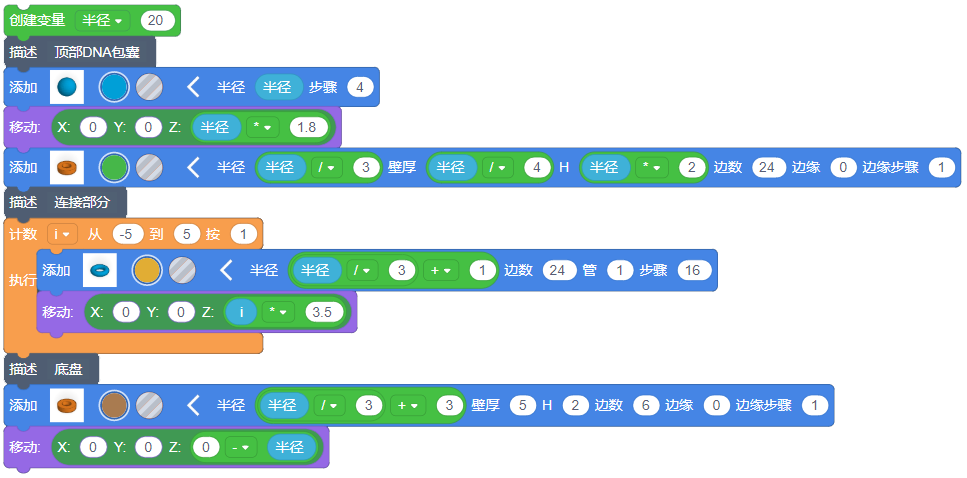 创建变量 半径 20
描述 顶部DNA包囊
添加 半径 半径 步骤 4
移动: X: 0 Y: 0 Z: 半径 * 1.8
添加 半径 半径 / 3 壁厚 半径 / 4 H 半径 * 2 边数 24 边缘 0 边缘步骤 1
描述 连接部分
计数 i 从 -5 到 5 按 1
执行 添加 半径 半径 / 3 + 1 边数 24 管 1 步骤 16
移动: X: 0 Y: 0 Z: i * 3.5
描述 底盘
添加 半径 半径 / 3 + 3 壁厚 5 H 2 边数 6 边缘 0 边缘步骤 1
移动: X: 0 Y: 0 Z: 0 - 半径